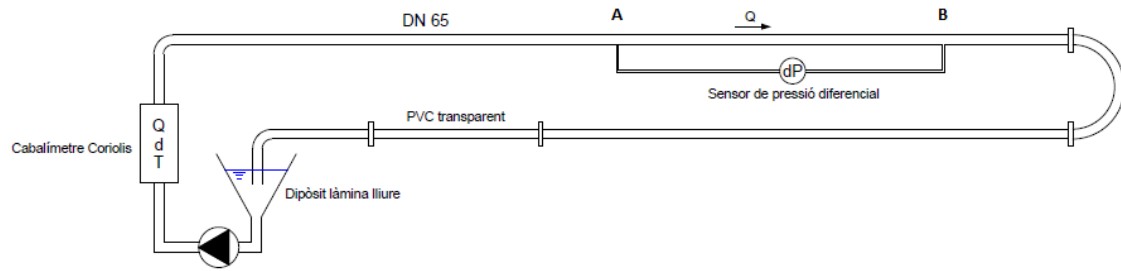 A
B
DN 65
Q
dP
Sensor de pressió diferencial
PVC transparent
Q
d
T
Cabalímetre Coriolis
Dipòsit làmina lliure